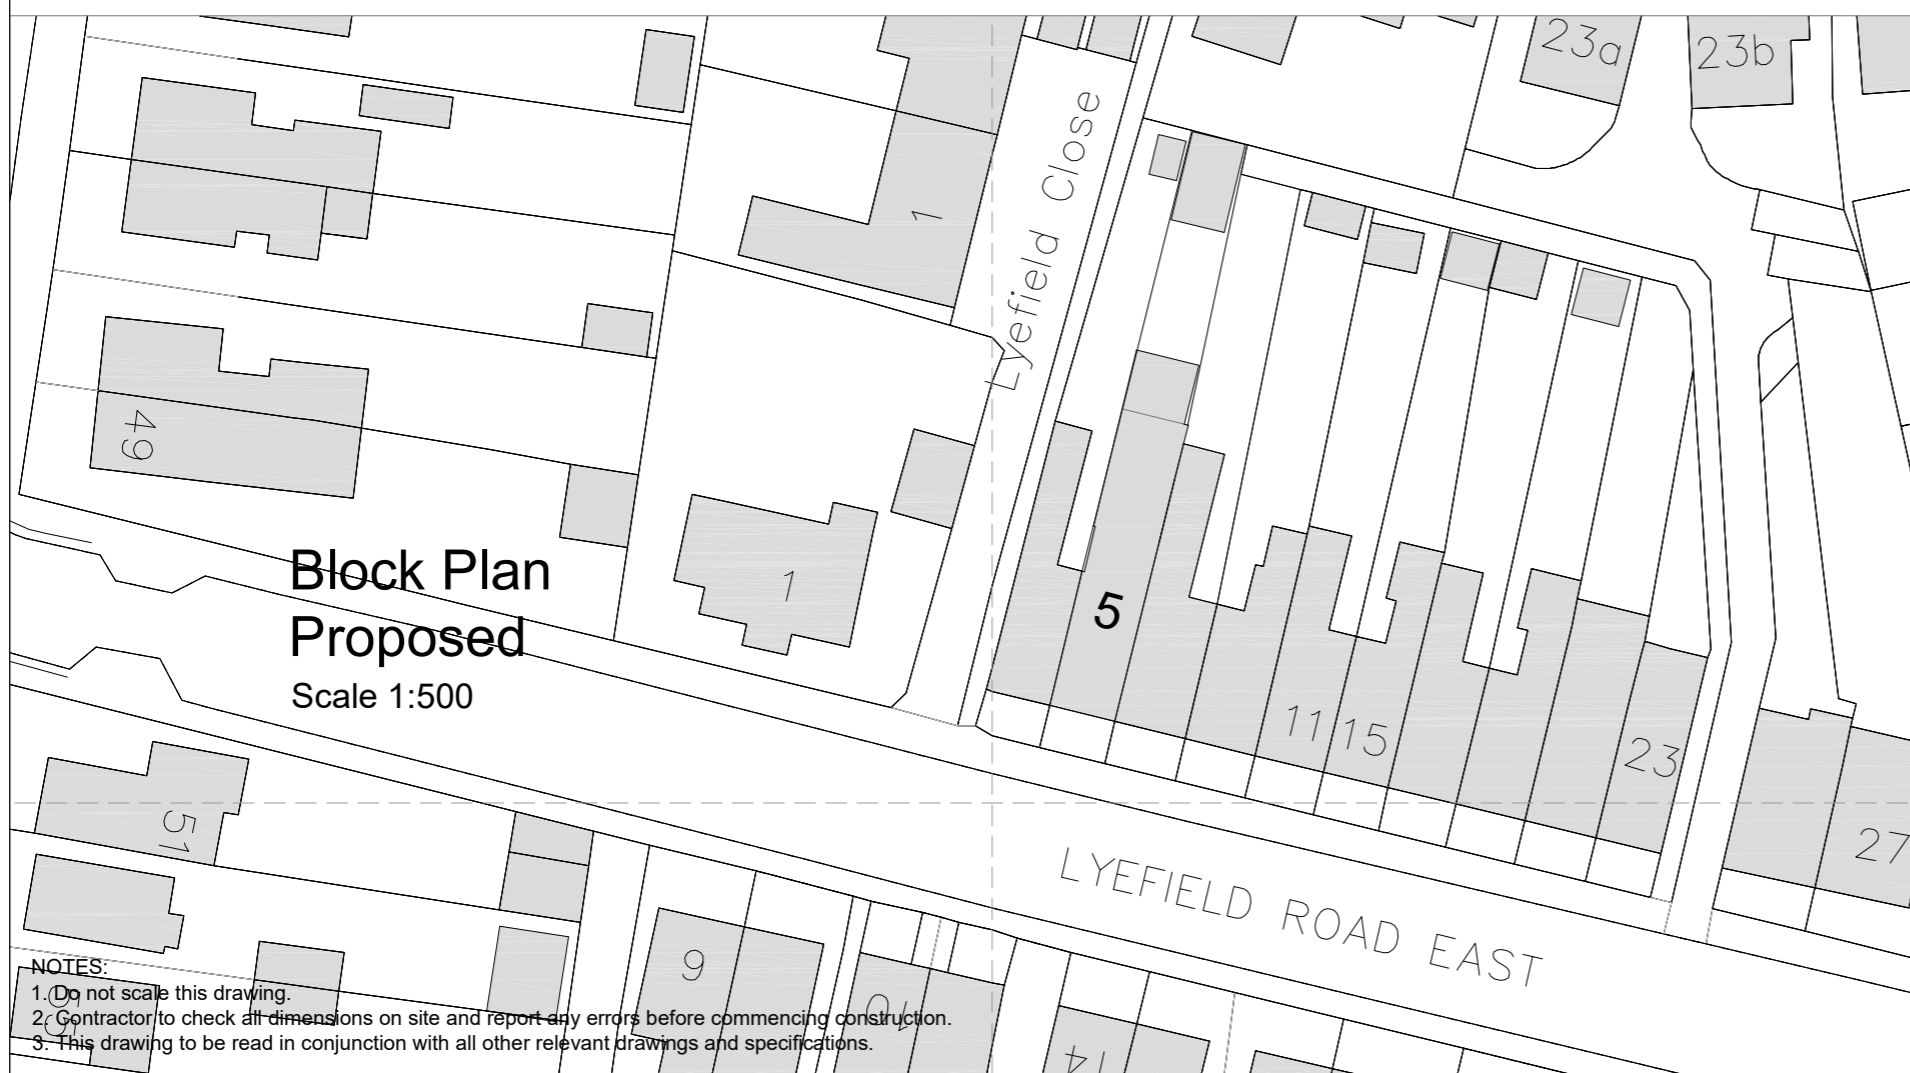 23a
23b
Lyefield Close
1
49
1
5
Block Plan
Proposed
Scale 1:500
11
15
23
27
51
LYEFIELD ROAD EAST
9
10
14
55
NOTES:
1. Do not scale this drawing.
2. Contractor to check all dimensions on site and report any errors before commencing construction.
3. This drawing to be read in conjunction with all other relevant drawings and specifications.